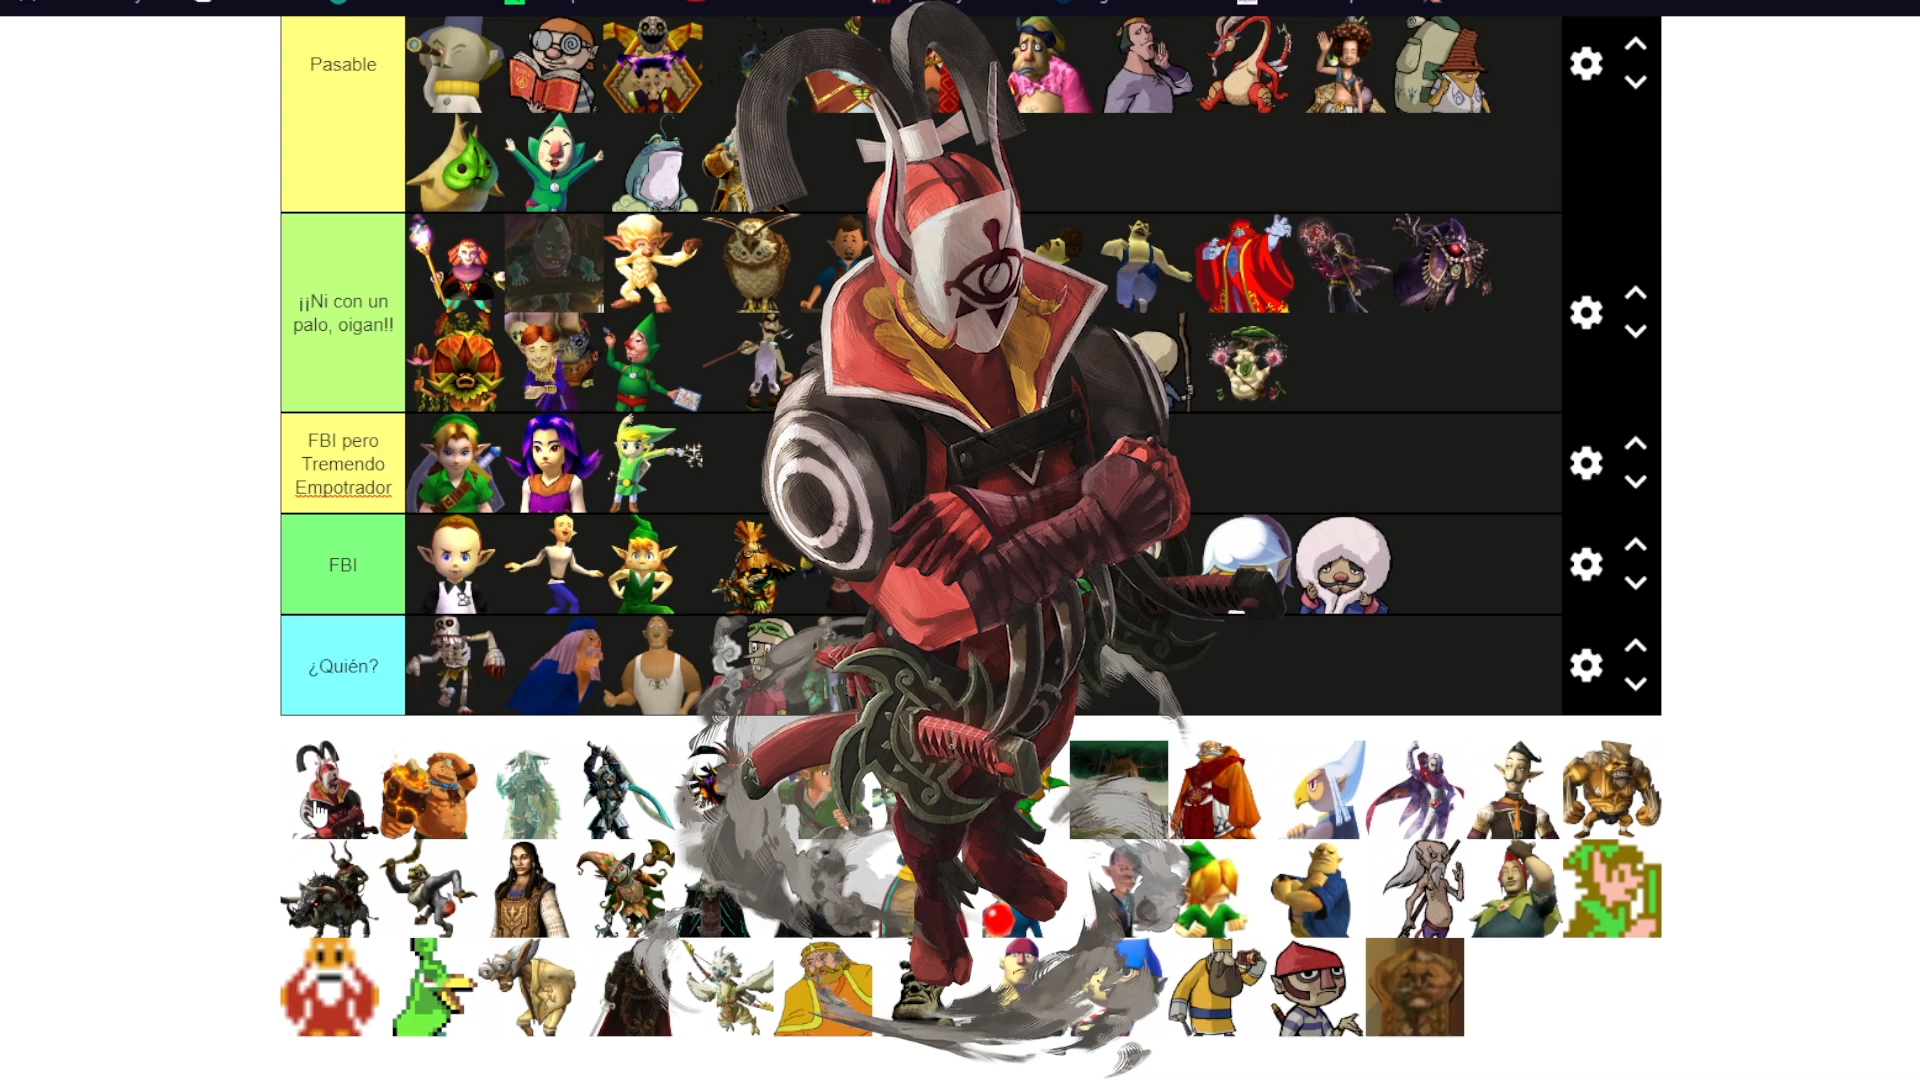 Pasable
¡¡Ni con un
palo, oigan!!
FBI pero
Tremendo
Empotrador
FBI
¿Quién?